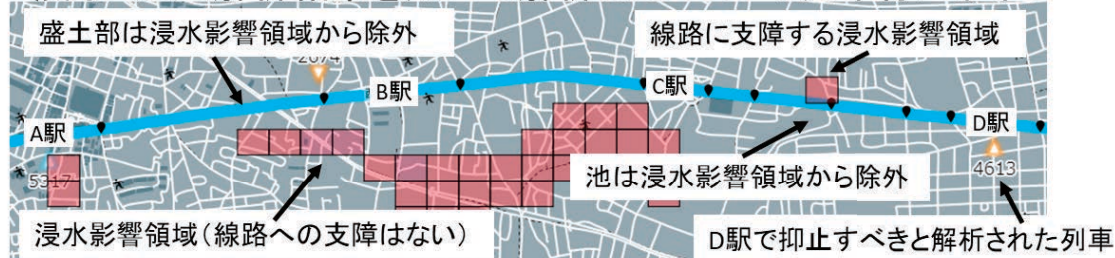 盛土部は浸水影響領域から除外
線路に支障する浸水影響領域
2674
B駅
C駅
A駅
D駅
5317
池は浸水影響領域から除外
4613
浸水影響領域(線路への支障はない)
D駅で抑止すべきと解析された列車